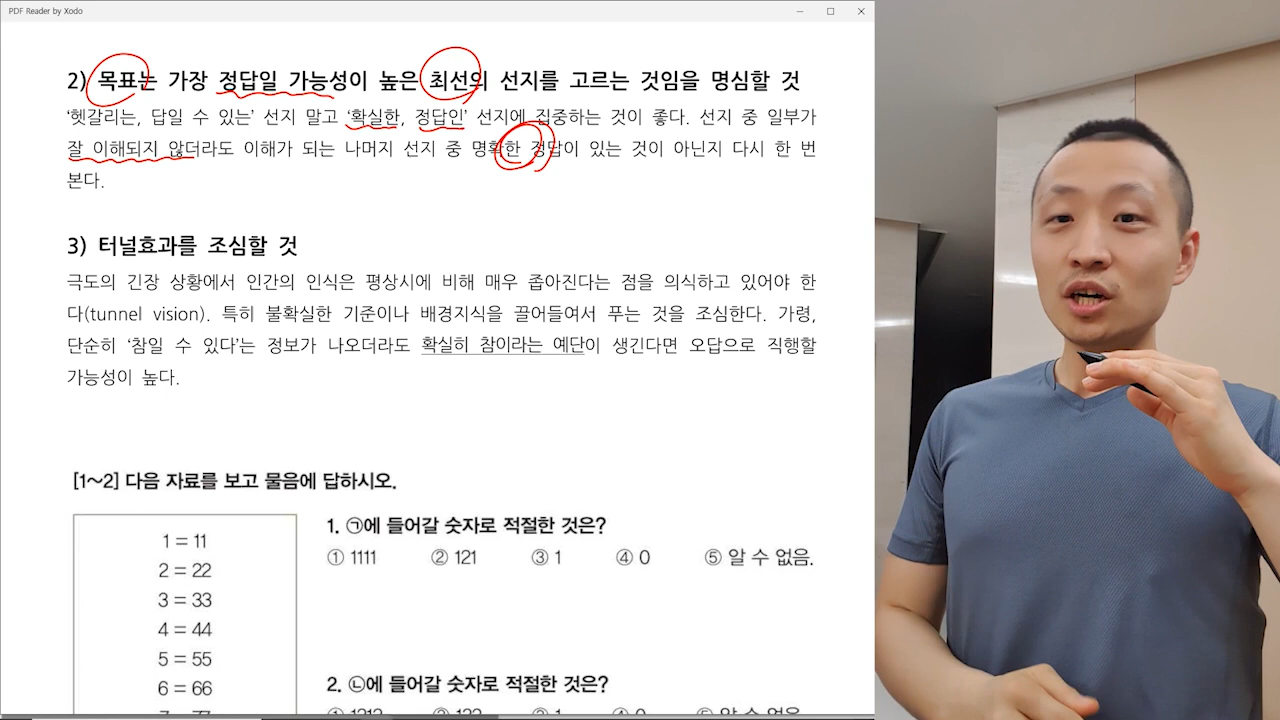 PDF Reader by Xodo
2) 목표는 가장 정답일 가능성이 높은 최선의 선지를 고르는 것임을 명심할 것
'헷갈리는, 답일 수 있는' 선지 말고 '확실한, 정답인' 선지에 집중하는 것이 좋다. 선지 중 일부가
잘 이해되지 않더라도 이해가 되는 나머지 선지 중 명확한 정답이 있는 것이 아닌지 다시 한 번
본다.
3) 터널효과를 조심할 것
극도의 긴장 상황에서 인간의 인식은 평상시에 비해 매우 좁아진다는 점을 의식하고 있어야 한
다(tunnel vision). 특히 불확실한 기준이나 배경지식을 끌어들여서 푸는 것을 조심한다. 가령,
단순히 '참일 수 있다'는 정보가 나오더라도 확실히 참이라는 예단이 생긴다면 오답으로 직행할
가능성이 높다.
[1~2] 다음 자료를 보고 물음에 답하시오.
1 = 11
2 = 22
3 = 33
4 = 44
5 = 55
6 = 66
1. ㉠에 들어갈 숫자로 적절한 것은?
① 1111 ② 121 ③ 1 ④ 0 ⑤ 알 수 없음.
2. ㉡에 들어갈 숫자로 적절한 것은?